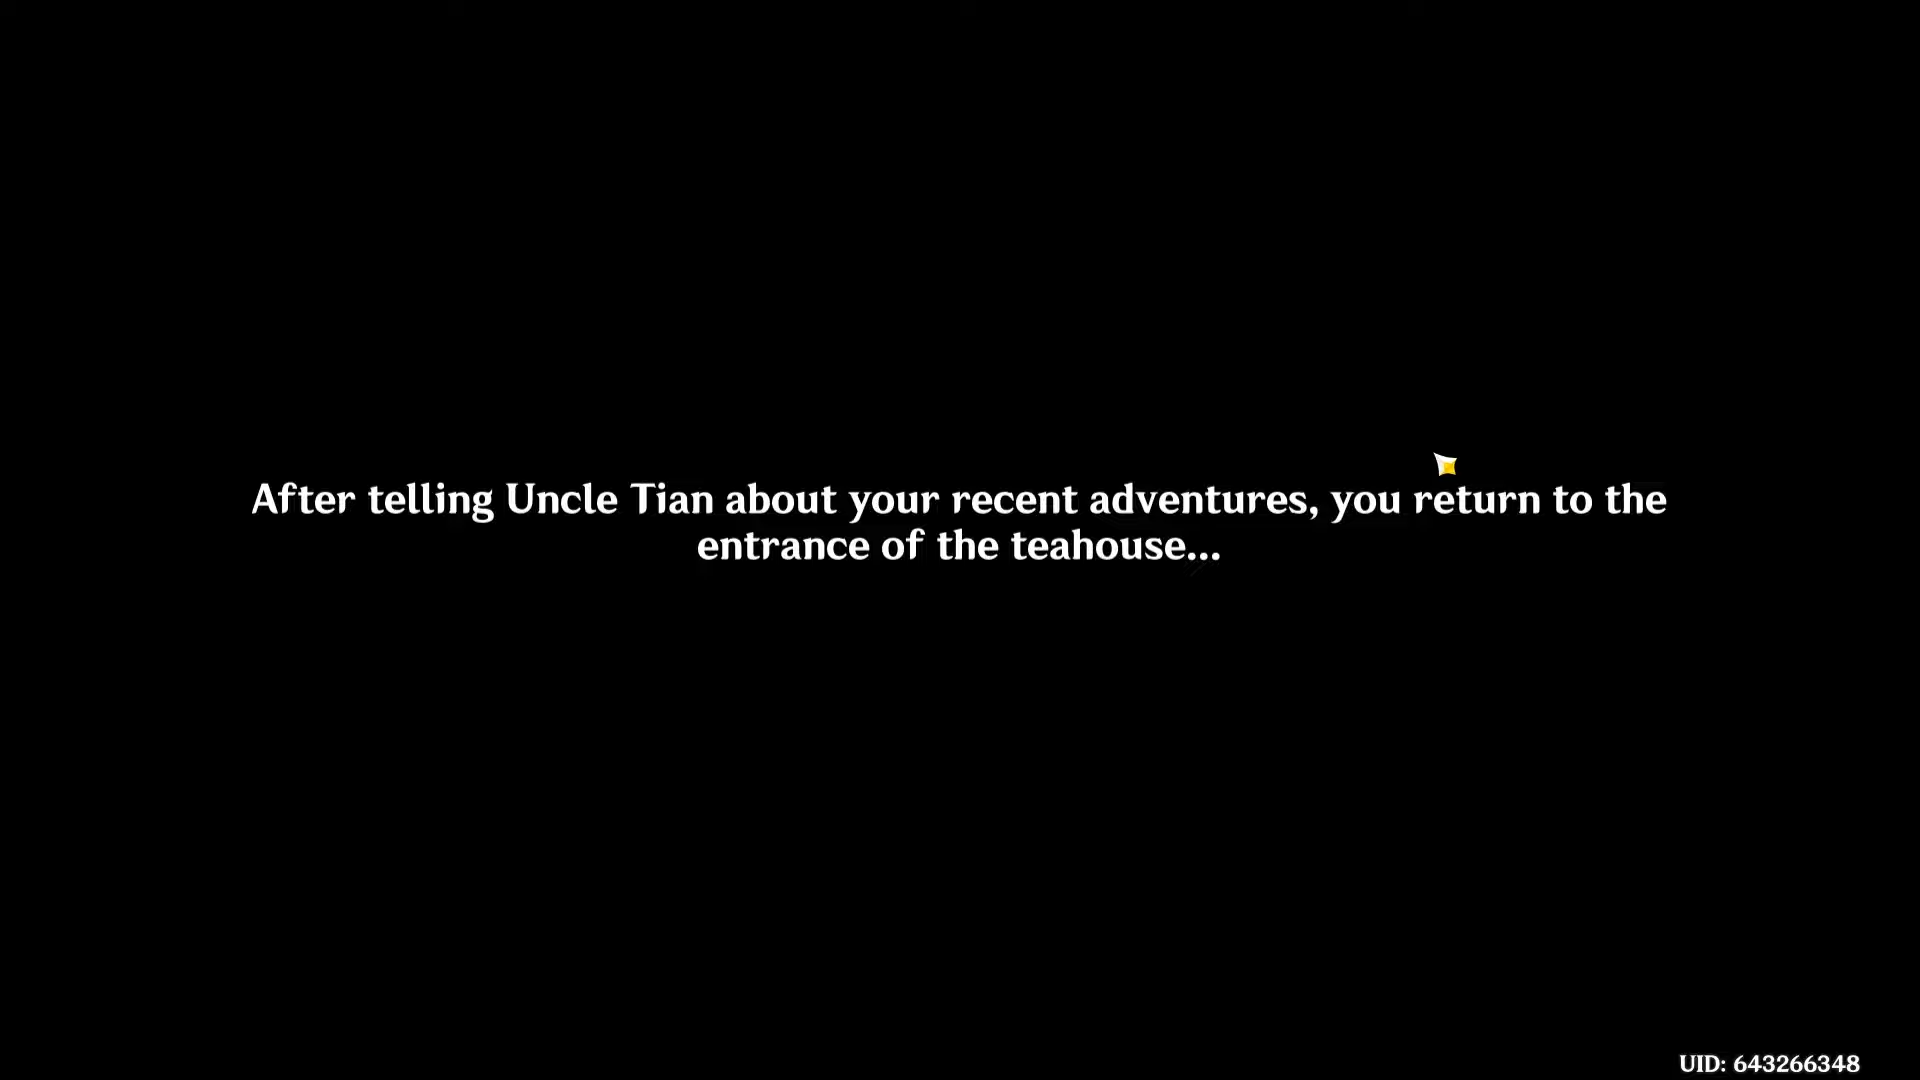 After telling Uncle Tian about your recent adventures, you return to the
entrance of the teahouse...
UID: 643266348